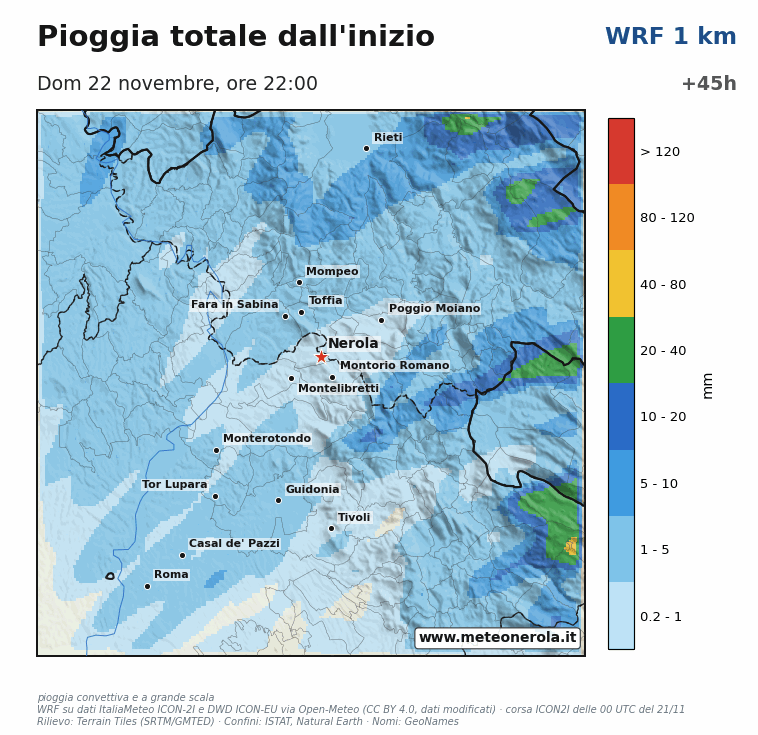 Pioggia totale dall'inizio
WRF 1 km
Dom 22 novembre, ore 22:00
+45h
Rieti
Mompeo
Fara in Sabina
Toffia
Poggio Moiano
Nerola
Montorio Romano
Montelibretti
Monterotondo
Tor Lupara
Guidonia
Tivoli
Casal de' Pazzi
Roma
www.meteonerola.it
> 120
80 - 120
40 - 80
20 - 40
10 - 20
5 - 10
1 - 5
0.2 - 1
mm
pioggia convettiva e a grande scala
WRF su dati ItaliaMeteo ICON-2I e DWD ICON-EU via Open-Meteo (CC BY 4.0, dati modificati) · corsa ICON2I delle 00 UTC del 21/11
Rilievo: Terrain Tiles (SRTM/GMTED) · Confini: ISTAT, Natural Earth · Nomi: GeoNames